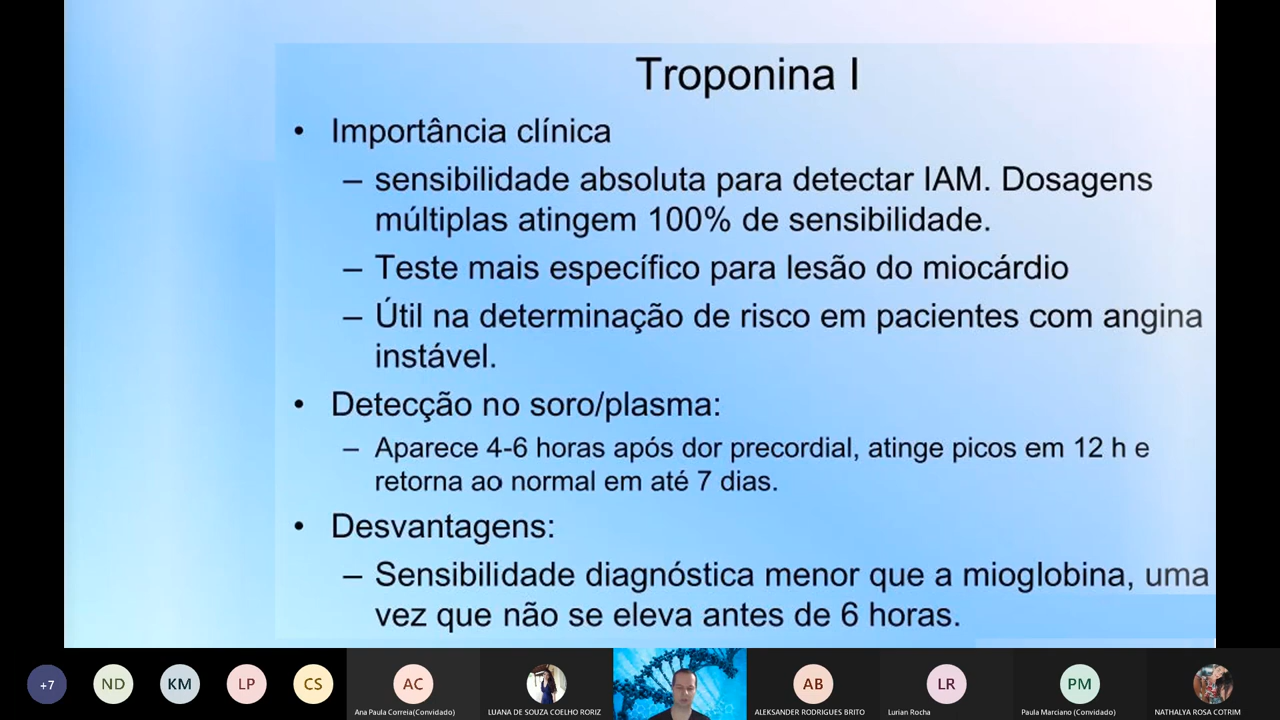 Troponina I
• Importância clínica
– sensibilidade absoluta para detectar IAM. Dosagens
múltiplas atingem 100% de sensibilidade.
– Teste mais específico para lesão do miocárdio
– Útil na determinação de risco em pacientes com angina
instável.
• Detecção no soro/plasma:
– Aparece 4-6 horas após dor precordial, atinge picos em 12 h e
retorna ao normal em até 7 dias.
• Desvantagens:
– Sensibilidade diagnóstica menor que a mioglobina, uma
vez que não se eleva antes de 6 horas.
+7 ND KM LP CS AC AB LR PM
Ana Paula Correia(Convidado) LUANA DE SOUZA COELHO RORIZ ALEKSANDER RODRIGUES BRITO Lurian Rocha Paula Marciano (Convidado) NATHALYA ROSA COTRIM